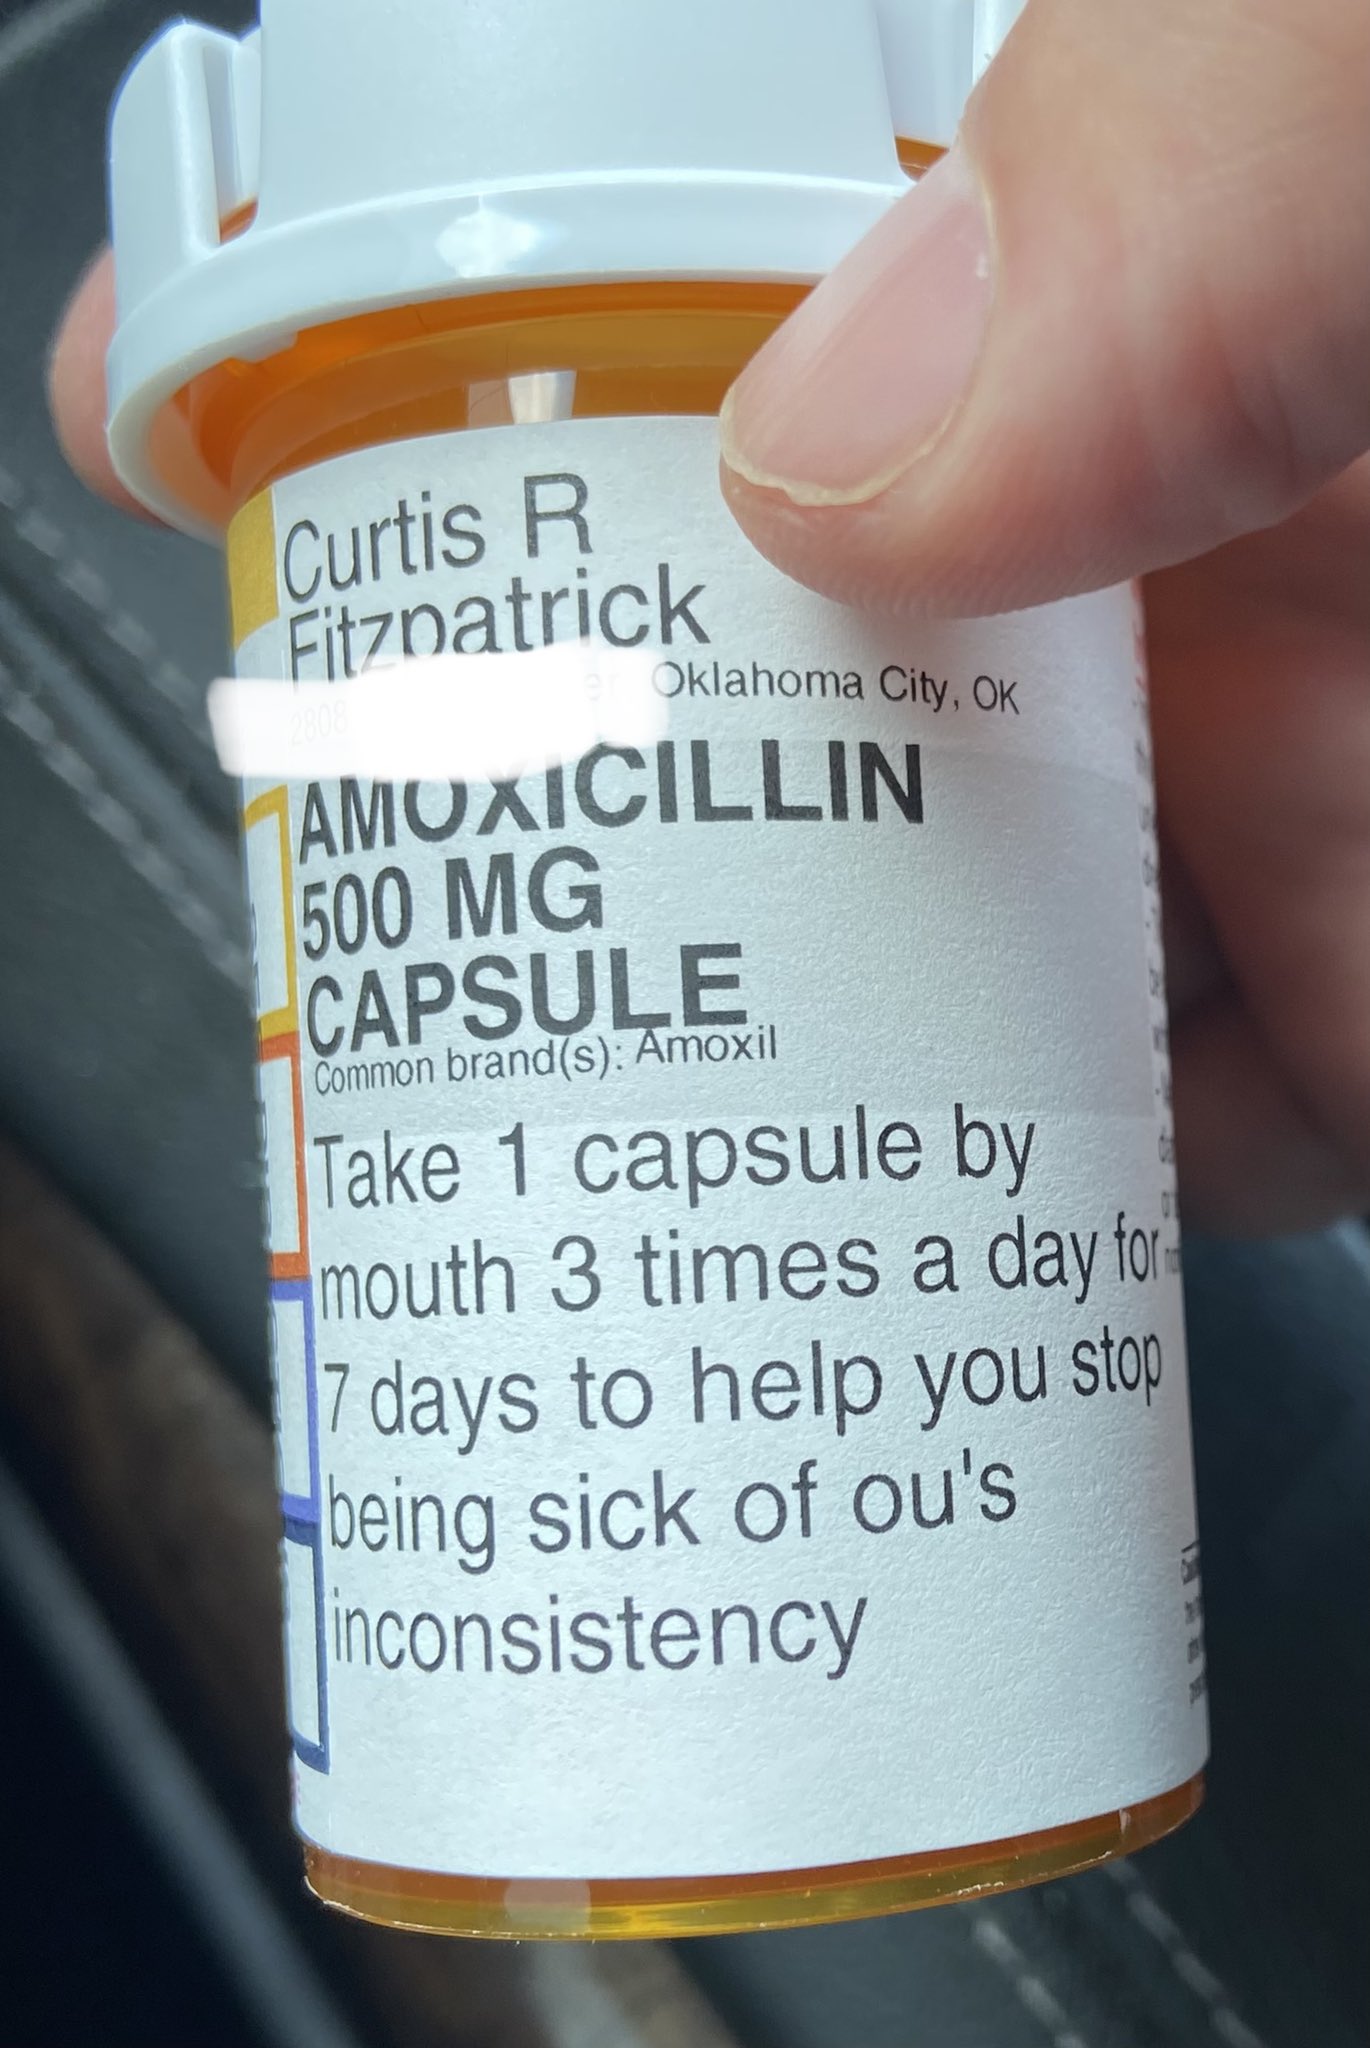 Curtis R
Fitzpatrick
2808 Oklahoma City, OK
AMOXICILLIN
500 MG
CAPSULE
Common brand(s): Amoxil
Take 1 capsule by
mouth 3 times a day for
7 days to help you stop
being sick of ou's
inconsistency